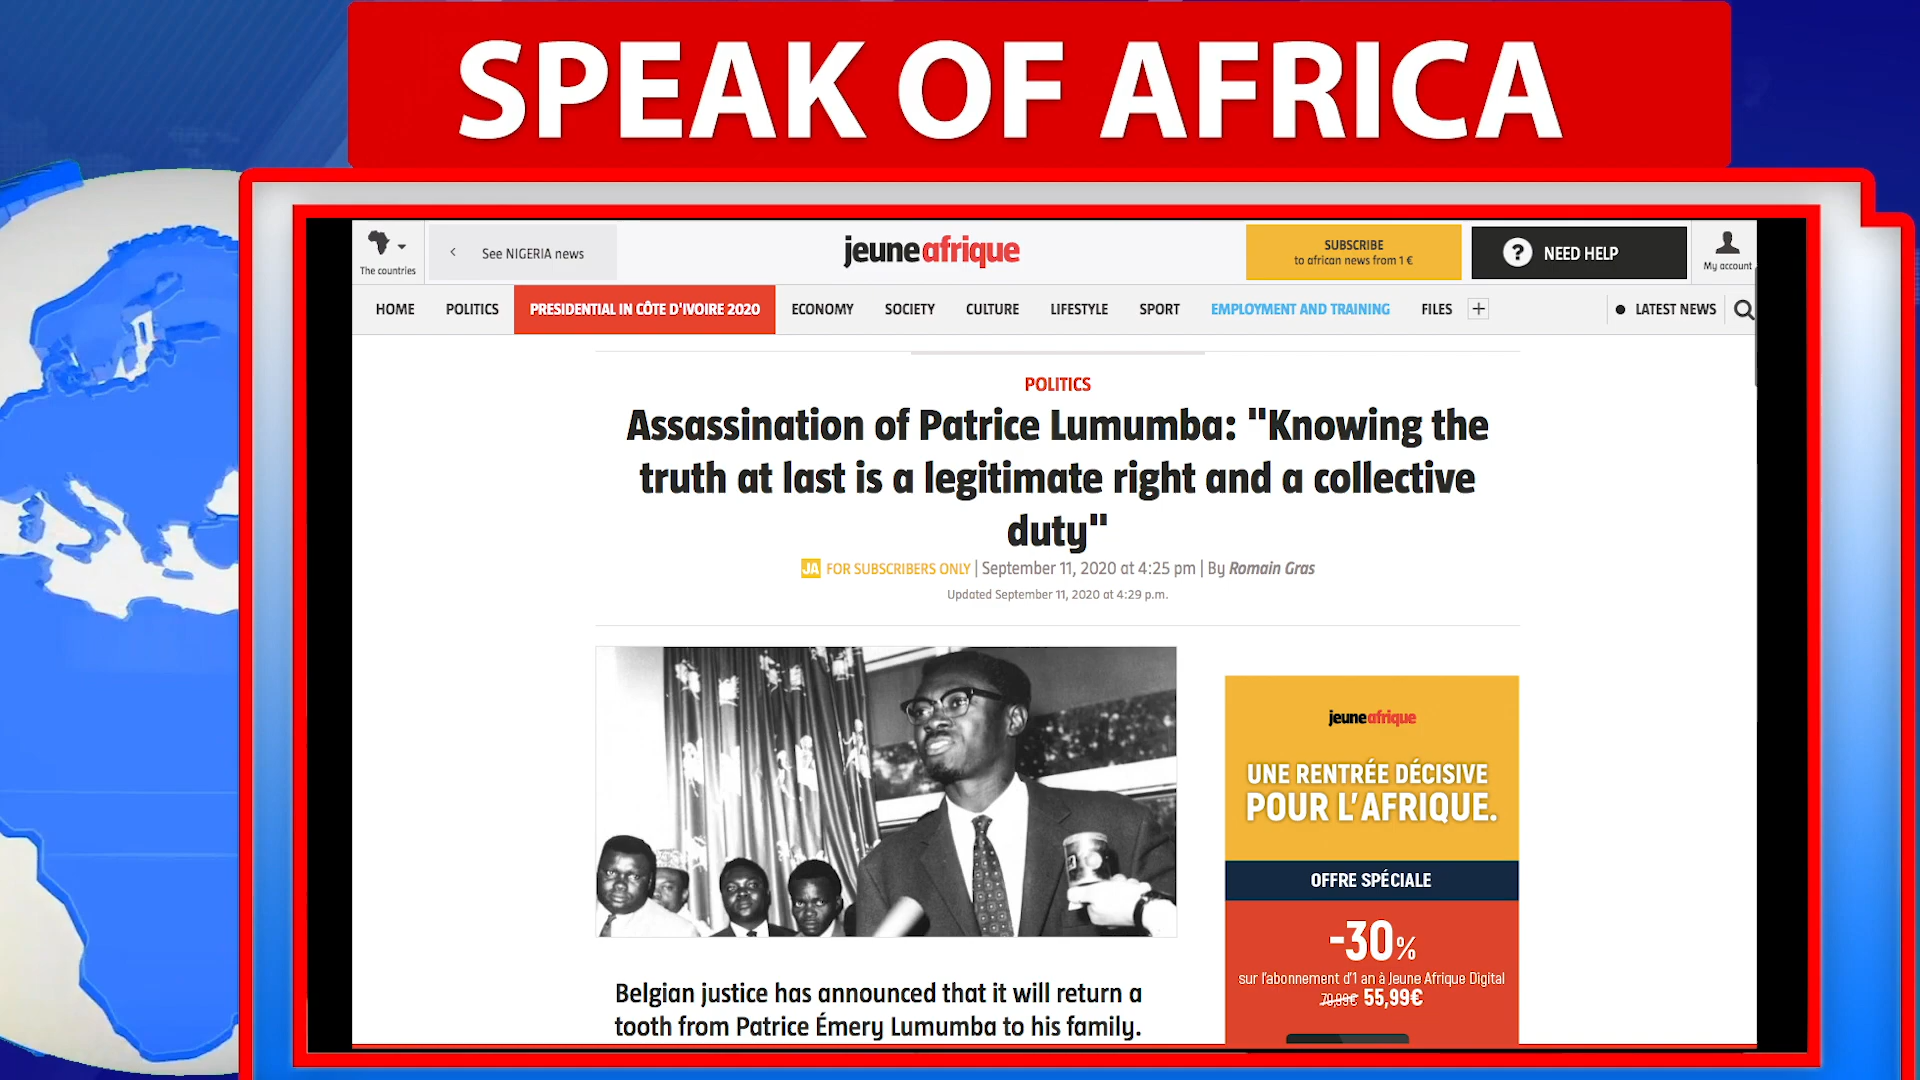 SPEAK OF AFRICA
The countries
See NIGERIA news
jeuneafrique
SUBSCRIBE
to african news from 1 €
? NEED HELP
My account
HOME POLITICS PRESIDENTIAL IN CÔTE D'IVOIRE 2020 ECONOMY SOCIETY CULTURE LIFESTYLE SPORT EMPLOYMENT AND TRAINING FILES + LATEST NEWS
POLITICS
Assassination of Patrice Lumumba: "Knowing the
truth at last is a legitimate right and a collective
duty"
JA FOR SUBSCRIBERS ONLY | September 11, 2020 at 4:25 pm | By Romain Gras
Updated September 11, 2020 at 4:29 p.m.
Belgian justice has announced that it will return a
tooth from Patrice Émery Lumumba to his family.
jeuneafrique
UNE RENTRÉE DÉCISIVE
POUR L'AFRIQUE.
OFFRE SPÉCIALE
-30%
sur l'abonnement d'1 an à Jeune Afrique Digital
79,99€ 55,99€